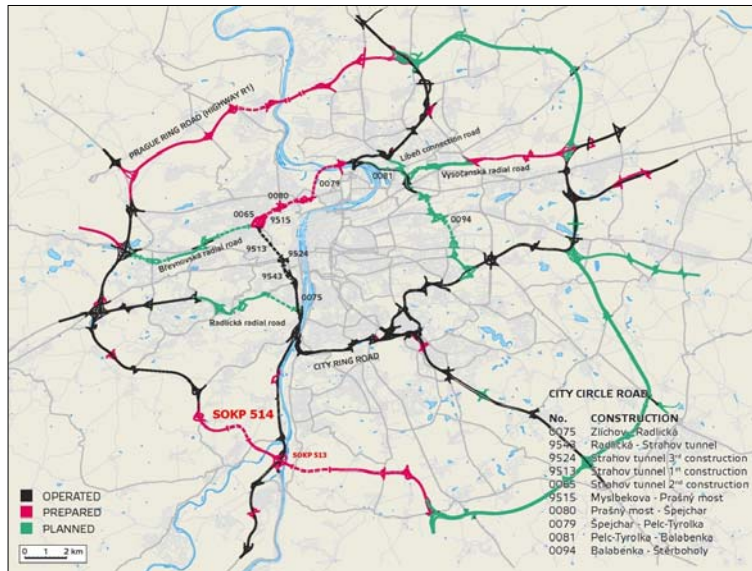 PRAGUE RING ROAD (HIGHWAY R1)
Libeň connection road
Vysočanská radial road
0081
0079
0080
0065
9515
0094
9513
9524
Břevnovská radial road
9543
0075
Radlická radial road
CITY RING ROAD
SOKP 514
SOKP 513
CITY CIRCLE ROAD
No. CONSTRUCTION
0075 Zlíchov - Radlická
9543 Radlická - Strahov tunnel
9524 Strahov tunnel 3rd construction
9513 Strahov tunnel 1st construction
0065 Strahov tunnel 2nd construction
9515 Myslbekova - Prašný most
0080 Prašný most - Špejchar
0079 Špejchar - Pelc-Tyrolka
0081 Pelc-Tyrolka - Balabenka
0094 Balabenka - Štěrboholy
OPERATED
PREPARED
PLANNED
0 1 2 km